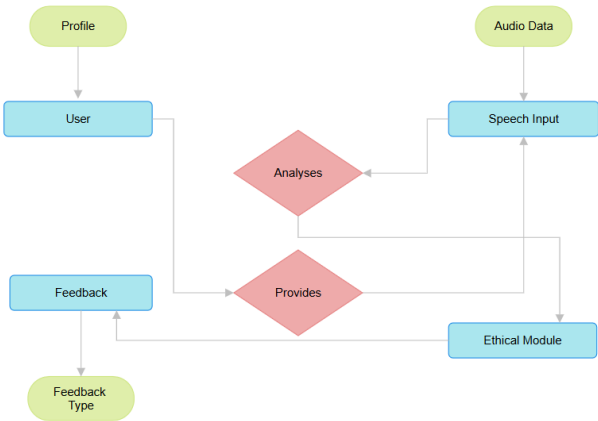 Profile
Audio Data
User
Speech Input
Analyses
Feedback
Provides
Ethical Module
Feedback
Type